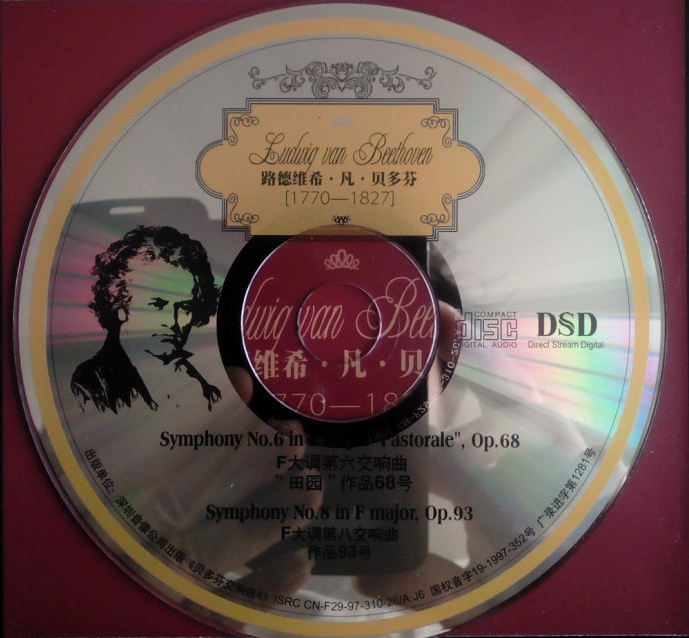 Ludwig van Beethoven
路德维希·凡·贝多芬
[1770—1827]
dwig van Bee
维希·凡·贝
770—18
COMPACT
disc
DIGITAL AUDIO
DSD
Direct Stream Digital
Symphony No.6 in "Pastorale", Op.68
F大调第六交响曲
"田园"作品68号
Symphony No.8 in F major, Op.93
F大调第八交响曲
作品93号
出版单位：深圳音像公司出版《贝多芬交响曲4》ISRC CN-F29-97-310-26/A·J6 国权音字19-1997-352号 广录进字第1281号